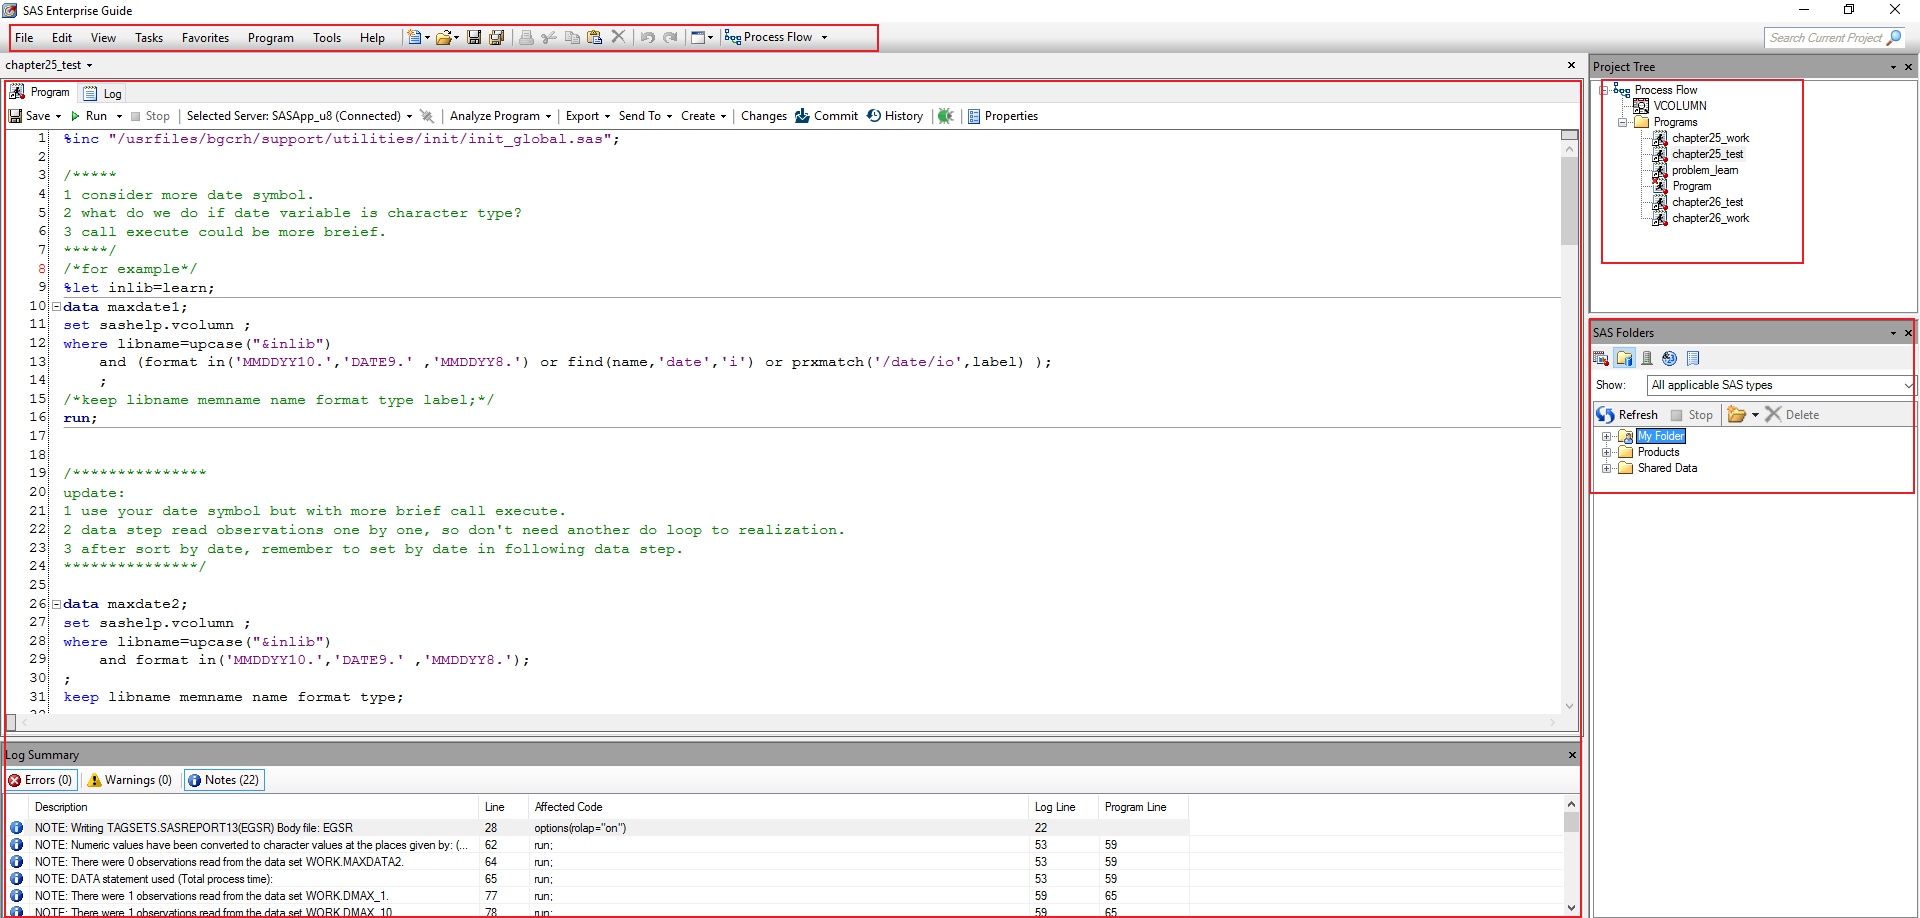 SAS Enterprise Guide
File Edit View Tasks Favorites Program Tools Help Process Flow
Search Current Project
chapter25_test
Program Log
Save Run Stop Selected Server: SASApp_u8 (Connected) Analyze Program Export Send To Create Changes Commit History Properties
1 %inc "/usrfiles/bgcrh/support/utilities/init/init_global.sas";
2
3 /*****
4 1 consider more date symbol.
5 2 what do we do if date variable is character type?
6 3 call execute could be more breief.
7 *****/
8 /*for example*/
9 %let inlib=learn;
10 data maxdate1;
11 set sashelp.vcolumn ;
12 where libname=upcase("&inlib")
13 and (format in('MMDDYY10.','DATE9.' ,'MMDDYY8.') or find(name,'date','i') or prxmatch('/date/io',label) );
14 ;
15 /*keep libname memname name format type label;*/
16 run;
17
18
19 /***************
20 update:
21 1 use your date symbol but with more brief call execute.
22 2 data step read observations one by one, so don't need another do loop to realization.
23 3 after sort by date, remember to set by date in following data step.
24 ***************/
25
26 data maxdate2;
27 set sashelp.vcolumn ;
28 where libname=upcase("&inlib")
29 and format in('MMDDYY10.','DATE9.' ,'MMDDYY8.');
30 ;
31 keep libname memname name format type;
32
Log Summary
Errors (0) Warnings (0) Notes (22)
Description Line Affected Code Log Line Program Line
NOTE: Writing TAGSETS.SASREPORT13(EGSR) Body file: EGSR 28 options(rolap="on") 22
NOTE: Numeric values have been converted to character values at the places given by: (... 62 run; 53 59
NOTE: There were 0 observations read from the data set WORK.MAXDATA2. 64 run; 53 59
NOTE: DATA statement used (Total process time): 65 run; 53 59
NOTE: There were 1 observations read from the data set WORK.DMAX_1. 77 run; 59 65
NOTE: There were 1 observations read from the data set WORK.DMAX_10 78 run; 59 65
Project Tree
Process Flow
VCOLUMN
Programs
chapter25_work
chapter25_test
problem_learn
Program
chapter26_test
chapter26_work
SAS Folders
Show: All applicable SAS types
Refresh Stop Delete
My Folder
Products
Shared Data